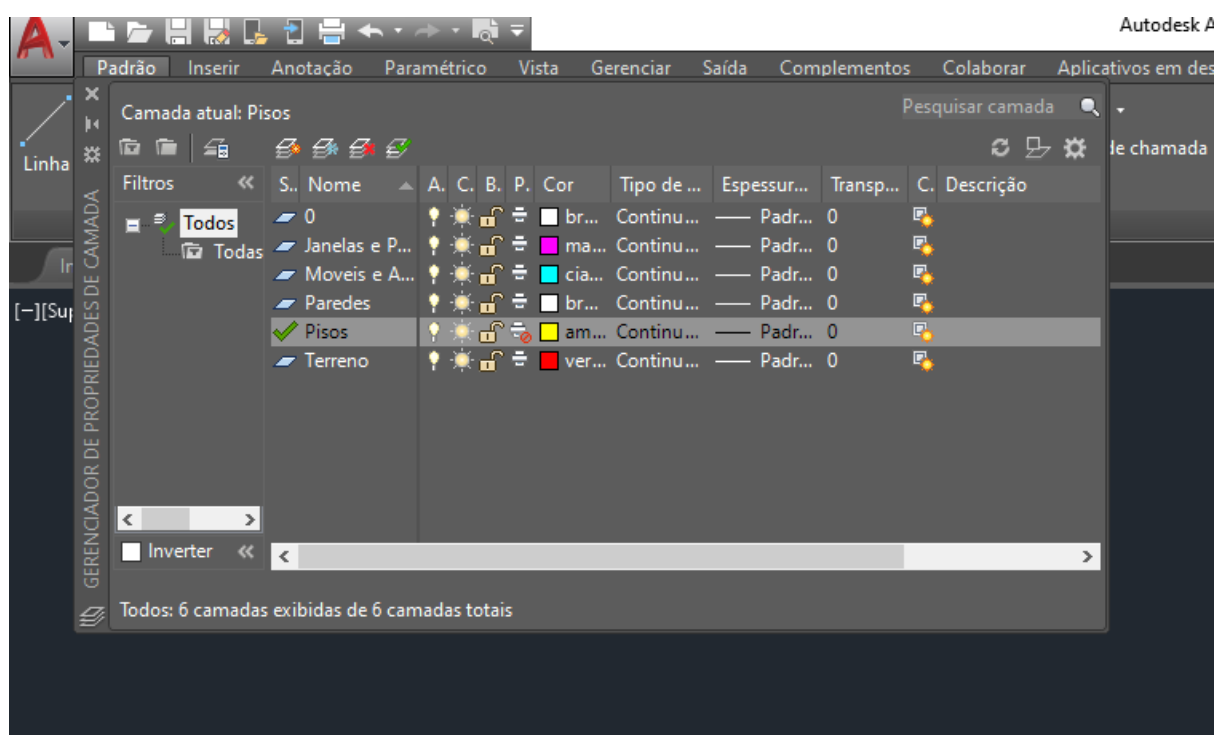 Autodesk A
Padrão Inserir Anotação Paramétrico Vista Gerenciar Saída Complementos Colaborar Aplicativos em des
Camada atual: Pisos
Pesquisar camada
Linha
de chamada
Filtros
S.. Nome A. C. B. P. Cor Tipo de ... Espessur... Transp... C. Descrição
Todos
Todas
0 br... Continu... Padr... 0
Janelas e P... ma... Continu... Padr... 0
Moveis e A... cia... Continu... Padr... 0
Paredes br... Continu... Padr... 0
Pisos am... Continu... Padr... 0
Terreno ver... Continu... Padr... 0
[−][Sup
Inverter
Todos: 6 camadas exibidas de 6 camadas totais
GERENCIADOR DE PROPRIEDADES DE CAMADA